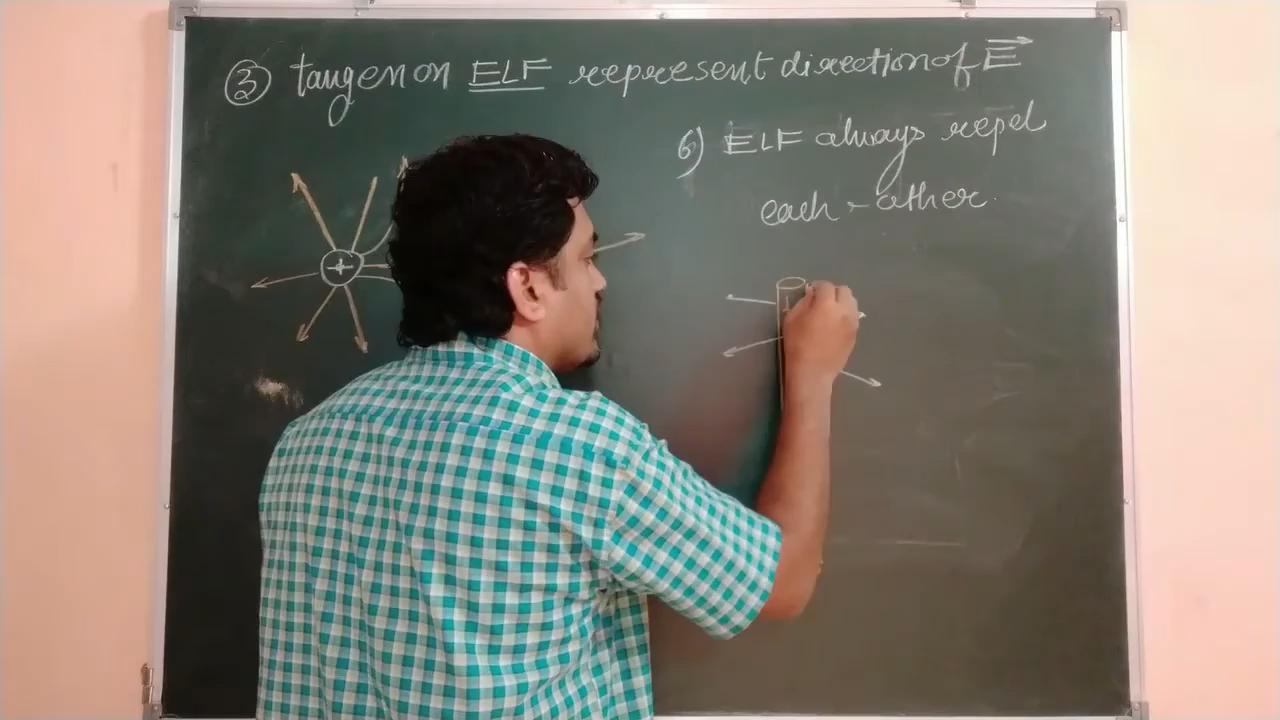 ③ tangen on ELF represent direction of E
6) ELF always repel
each-other.
+